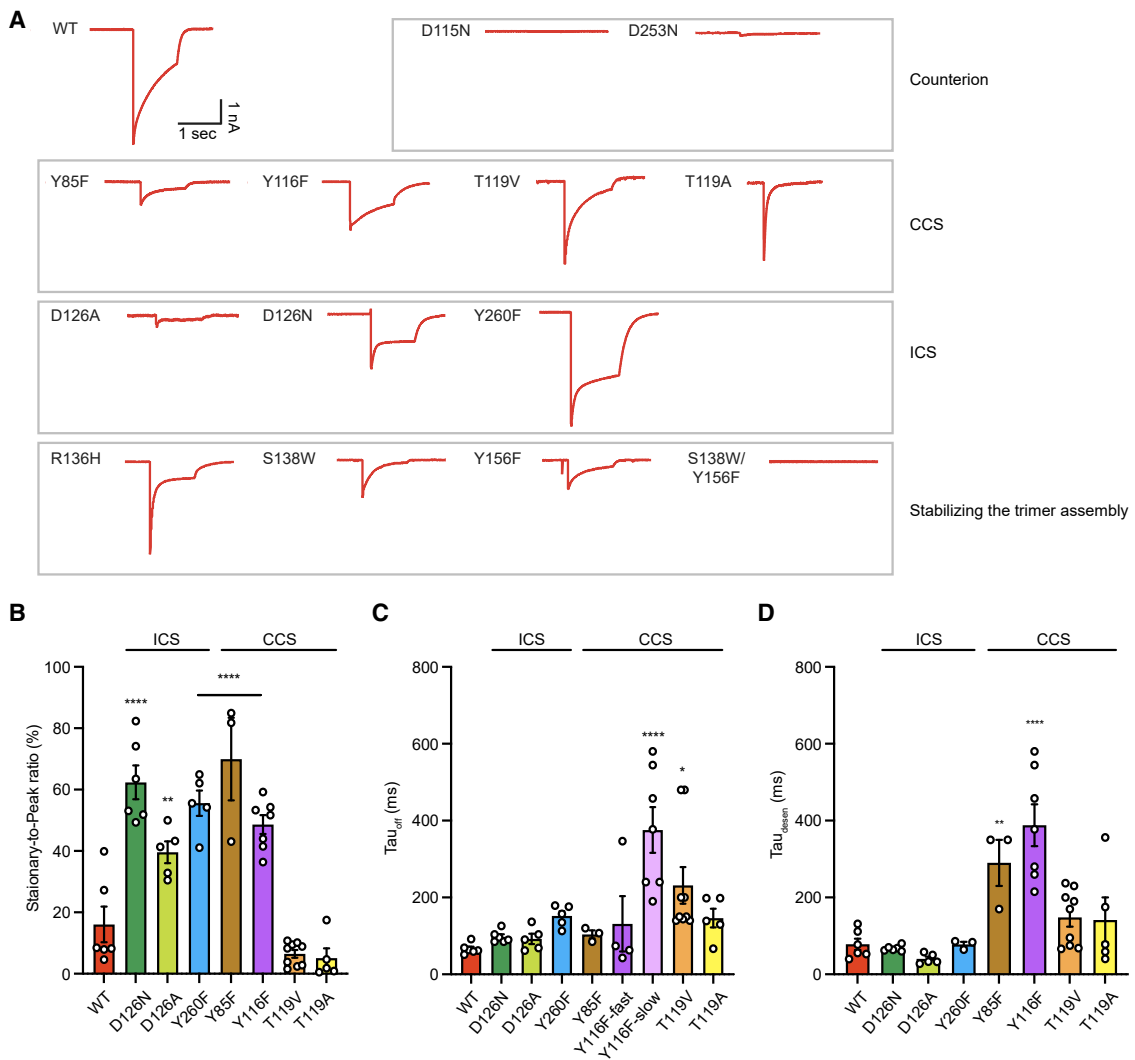 A
WT
1 nA
1 sec
D115N
D253N
Counterion
Y85F
Y116F
T119V
T119A
CCS
D126A
D126N
Y260F
ICS
R136H
S138W
Y156F
S138W/
Y156F
Stabilizing the trimer assembly
B
ICS
CCS
Staionary-to-Peak ratio (%)
100
80
60
40
20
0
****
**
****
WT
D126N
D126A
Y260F
Y85F
Y116F
T119V
T119A
C
ICS
CCS
Tauoff (ms)
800
600
400
200
0
****
*
WT
D126N
D126A
Y260F
Y85F
Y116F-fast
Y116F-slow
T119V
T119A
D
ICS
CCS
Taudesen (ms)
800
600
400
200
0
**
****
WT
D126N
D126A
Y260F
Y85F
Y116F
T119V
T119A